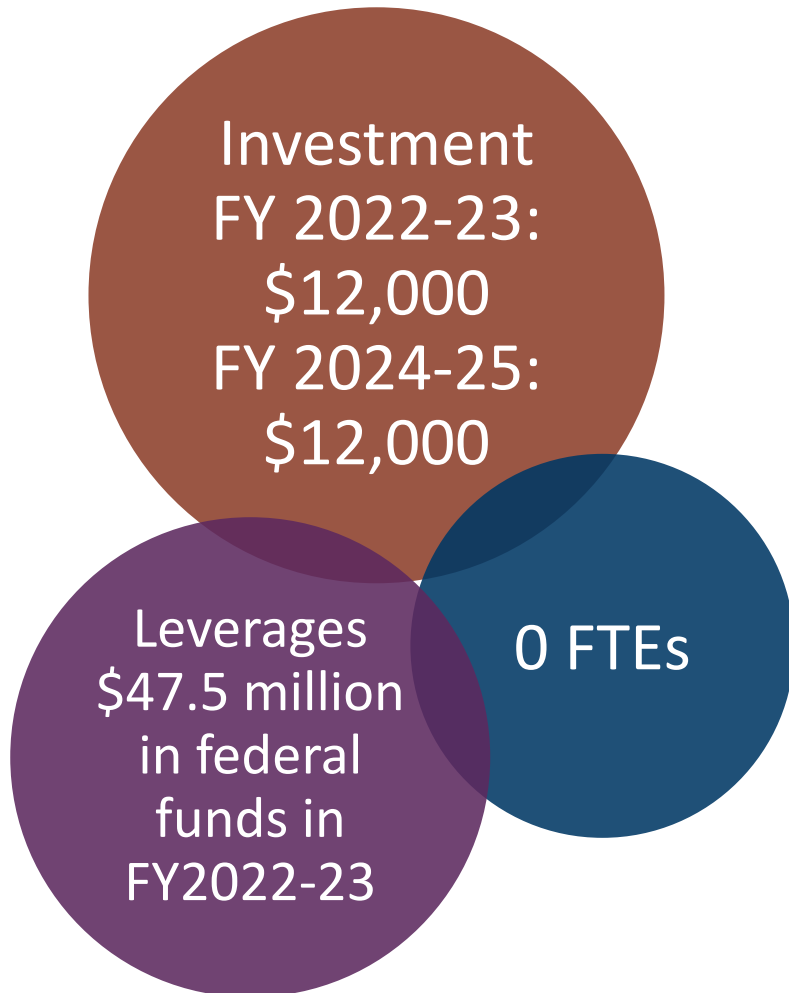 Investment
FY 2022-23:
$12,000
FY 2024-25:
$12,000
Leverages
$47.5 million
in federal
funds in
FY2022-23
0 FTEs